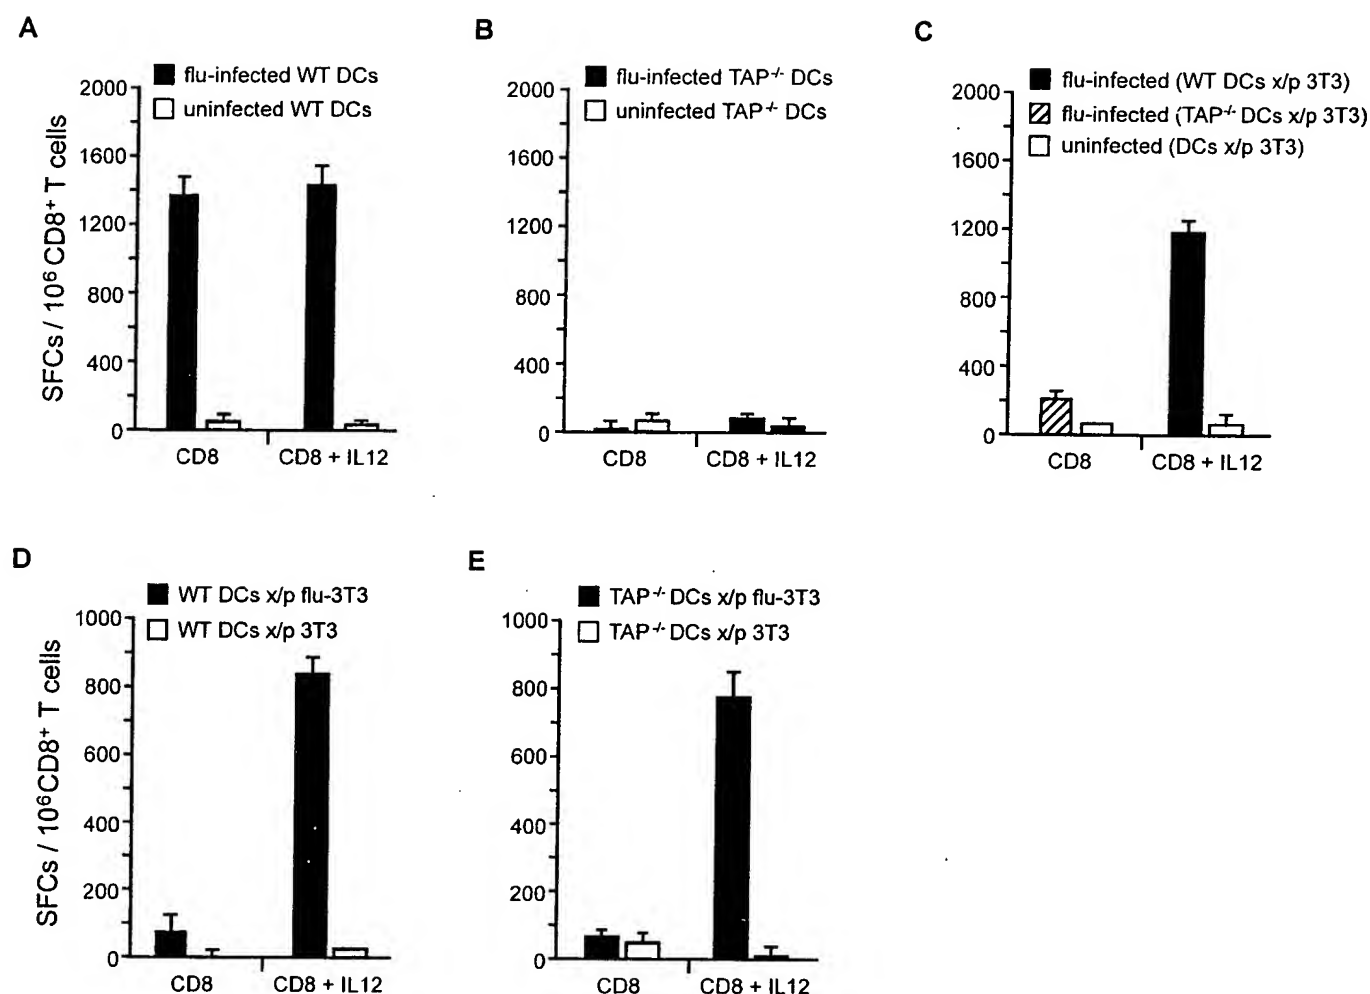 A
flu-infected WT DCs
uninfected WT DCs
SFCs / 10⁶ CD8⁺ T cells
2000
1600
1200
800
400
0
CD8
CD8 + IL12
B
flu-infected TAP⁻/⁻ DCs
uninfected TAP⁻/⁻ DCs
2000
1600
1200
800
400
0
CD8
CD8 + IL12
C
flu-infected (WT DCs x/p 3T3)
flu-infected (TAP⁻/⁻ DCs x/p 3T3)
uninfected (DCs x/p 3T3)
2000
1600
1200
800
400
0
CD8
CD8 + IL12
D
WT DCs x/p flu-3T3
WT DCs x/p 3T3
SFCs / 10⁶CD8⁺ T cells
1000
800
600
400
200
0
CD8
CD8 + IL12
E
TAP⁻/⁻ DCs x/p flu-3T3
TAP⁻/⁻ DCs x/p 3T3
1000
800
600
400
200
0
CD8
CD8 + IL12